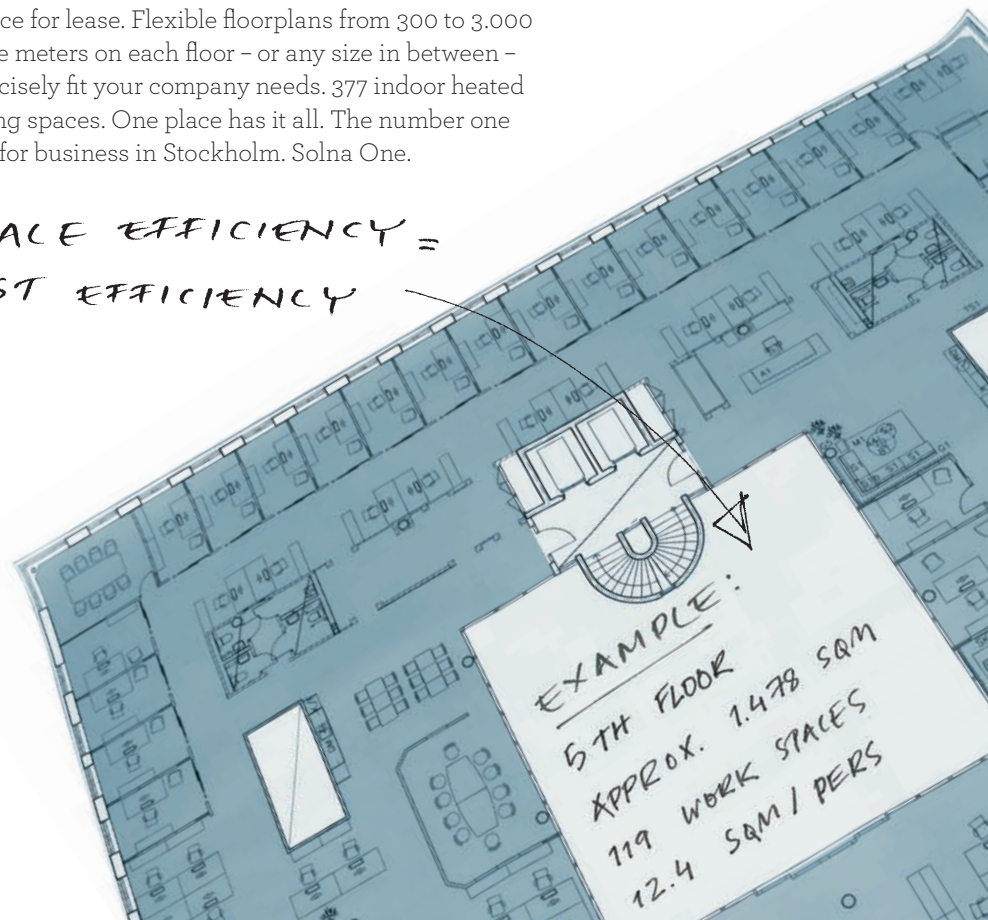 ce for lease. Flexible floorplans from 300 to 3.000
e meters on each floor – or any size in between –
cisely fit your company needs. 377 indoor heated
ng spaces. One place has it all. The number one
for business in Stockholm. Solna One.
ACE EFFICIENCY =
ST EFFICIENCY
EXAMPLE:
5TH FLOOR
APPROX. 1.478 SQM
119 WORK SPACES
12.4 SQM / PERS